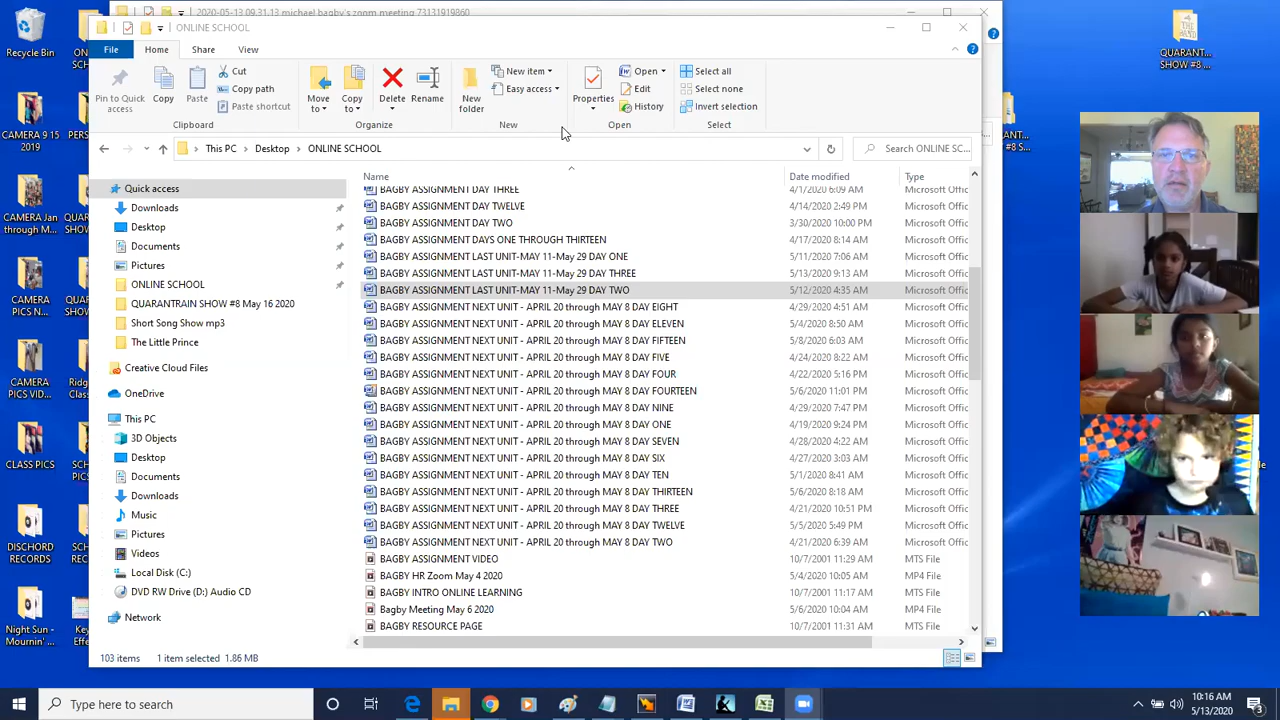 2020-05-13 09.31.13 michael bagby's zoom meeting 73131919860
ONLINE SCHOOL
File
Home
Share
View
Pin to Quick access
Copy
Paste
Cut
Copy path
Paste shortcut
Clipboard
Move to
Copy to
Delete
Rename
Organize
New folder
New item
Easy access
New
Properties
Open
Edit
History
Open
Select all
Select none
Invert selection
Select
This PC
Desktop
ONLINE SCHOOL
Search ONLINE SC...
Quick access
Downloads
Desktop
Documents
Pictures
ONLINE SCHOOL
QUARANTRAIN SHOW #8 May 16 2020
Short Song Show mp3
The Little Prince
Creative Cloud Files
OneDrive
This PC
3D Objects
Desktop
Documents
Downloads
Music
Pictures
Videos
Local Disk (C:)
DVD RW Drive (D:) Audio CD
Network
Name Date modified Type
BAGBY ASSIGNMENT DAY THREE 4/1/2020 6:09 AM Microsoft Offic
BAGBY ASSIGNMENT DAY TWELVE 4/14/2020 2:49 PM Microsoft Offic
BAGBY ASSIGNMENT DAY TWO 3/30/2020 10:00 PM Microsoft Offic
BAGBY ASSIGNMENT DAYS ONE THROUGH THIRTEEN 4/17/2020 8:14 AM Microsoft Offic
BAGBY ASSIGNMENT LAST UNIT-MAY 11-May 29 DAY ONE 5/11/2020 7:06 AM Microsoft Offic
BAGBY ASSIGNMENT LAST UNIT-MAY 11-May 29 DAY THREE 5/13/2020 9:13 AM Microsoft Offic
BAGBY ASSIGNMENT LAST UNIT-MAY 11-May 29 DAY TWO 5/12/2020 4:35 AM Microsoft Offic
BAGBY ASSIGNMENT NEXT UNIT - APRIL 20 through MAY 8 DAY EIGHT 4/29/2020 4:51 AM Microsoft Offic
BAGBY ASSIGNMENT NEXT UNIT - APRIL 20 through MAY 8 DAY ELEVEN 5/4/2020 8:50 AM Microsoft Offic
BAGBY ASSIGNMENT NEXT UNIT - APRIL 20 through MAY 8 DAY FIFTEEN 5/8/2020 6:03 AM Microsoft Offic
BAGBY ASSIGNMENT NEXT UNIT - APRIL 20 through MAY 8 DAY FIVE 4/24/2020 8:22 AM Microsoft Offic
BAGBY ASSIGNMENT NEXT UNIT - APRIL 20 through MAY 8 DAY FOUR 4/22/2020 5:16 PM Microsoft Offic
BAGBY ASSIGNMENT NEXT UNIT - APRIL 20 through MAY 8 DAY FOURTEEN 5/6/2020 11:01 PM Microsoft Offic
BAGBY ASSIGNMENT NEXT UNIT - APRIL 20 through MAY 8 DAY NINE 4/29/2020 7:47 PM Microsoft Offic
BAGBY ASSIGNMENT NEXT UNIT - APRIL 20 through MAY 8 DAY ONE 4/19/2020 9:24 PM Microsoft Offic
BAGBY ASSIGNMENT NEXT UNIT - APRIL 20 through MAY 8 DAY SEVEN 4/28/2020 4:22 AM Microsoft Offic
BAGBY ASSIGNMENT NEXT UNIT - APRIL 20 through MAY 8 DAY SIX 4/27/2020 3:03 AM Microsoft Offic
BAGBY ASSIGNMENT NEXT UNIT - APRIL 20 through MAY 8 DAY TEN 5/1/2020 8:41 AM Microsoft Offic
BAGBY ASSIGNMENT NEXT UNIT - APRIL 20 through MAY 8 DAY THIRTEEN 5/6/2020 8:18 AM Microsoft Offic
BAGBY ASSIGNMENT NEXT UNIT - APRIL 20 through MAY 8 DAY THREE 4/21/2020 10:51 PM Microsoft Offic
BAGBY ASSIGNMENT NEXT UNIT - APRIL 20 through MAY 8 DAY TWELVE 5/5/2020 5:49 PM Microsoft Offic
BAGBY ASSIGNMENT NEXT UNIT - APRIL 20 through MAY 8 DAY TWO 4/21/2020 6:39 AM Microsoft Offic
BAGBY ASSIGNMENT VIDEO 10/7/2001 11:29 AM MTS File
BAGBY HR Zoom May 4 2020 5/4/2020 10:05 AM MP4 File
BAGBY INTRO ONLINE LEARNING 10/7/2001 11:17 AM MTS File
Bagby Meeting May 6 2020 5/6/2020 10:04 AM MP4 File
BAGBY RESOURCE PAGE 10/7/2001 11:31 AM MTS File
103 items 1 item selected 1.86 MB
Recycle Bin
CAMERA 9 15 2019
CAMERA Jan through M...
CAMERA PICS N...
CAMERA PICS VID...
CLASS PICS
DISCHORD RECORDS
Night Sun - Mournin' ...
QUARANT... SHOW #8 ...
Type here to search
10:16 AM
5/13/2020
3